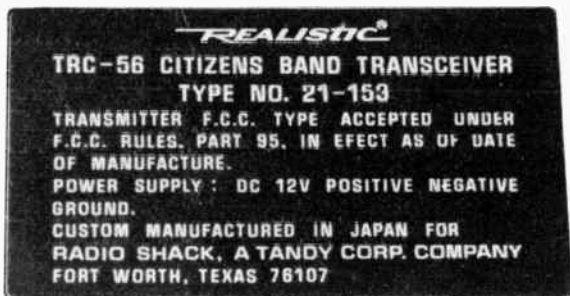 REALISTIC®
TRC-56 CITIZENS BAND TRANSCEIVER
TYPE NO. 21-153
TRANSMITTER F.C.C. TYPE ACCEPTED UNDER
F.C.C. RULES, PART 95, IN EFECT AS OF DATE
OF MANUFACTURE.
POWER SUPPLY : DC 12V POSITIVE NEGATIVE
GROUND.
CUSTOM MANUFACTURED IN JAPAN FOR
RADIO SHACK, A TANDY CORP. COMPANY
FORT WORTH, TEXAS 76107